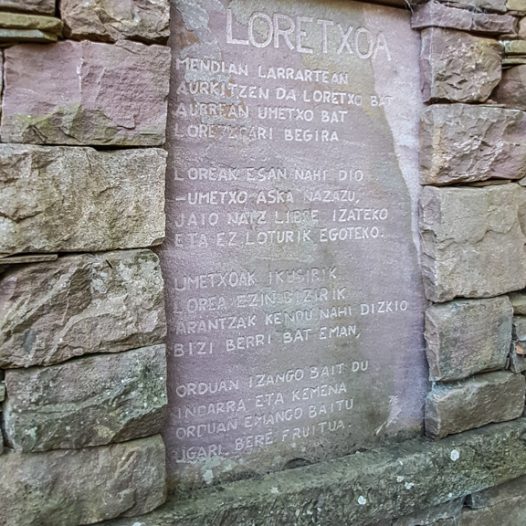 LORETXOA
MENDIAN LARRARTEAN
AURKITZEN DA LORETXO BAT
AURREAN UMETXO BAT
LORETXOARI BEGIRA
LOREAK ESAN NAHI DIO
-UMETXO ASKA NAZAZU,
JAIO NAIZ LIBRE IZATEKO
ETA EZ LOTURIK EGOTEKO.
UMETXOAK IKUSIRIK
LOREA EZIN BIZIRIK
ARANTZAK KENDU NAHI DIZKIO
BIZI BERRI BAT EMAN,
ORDUAN IZANGO BAIT DU
INDARRA ETA KEMENA
ORDUAN EMANGO BAITU
UGARI BERE FRUITUA.